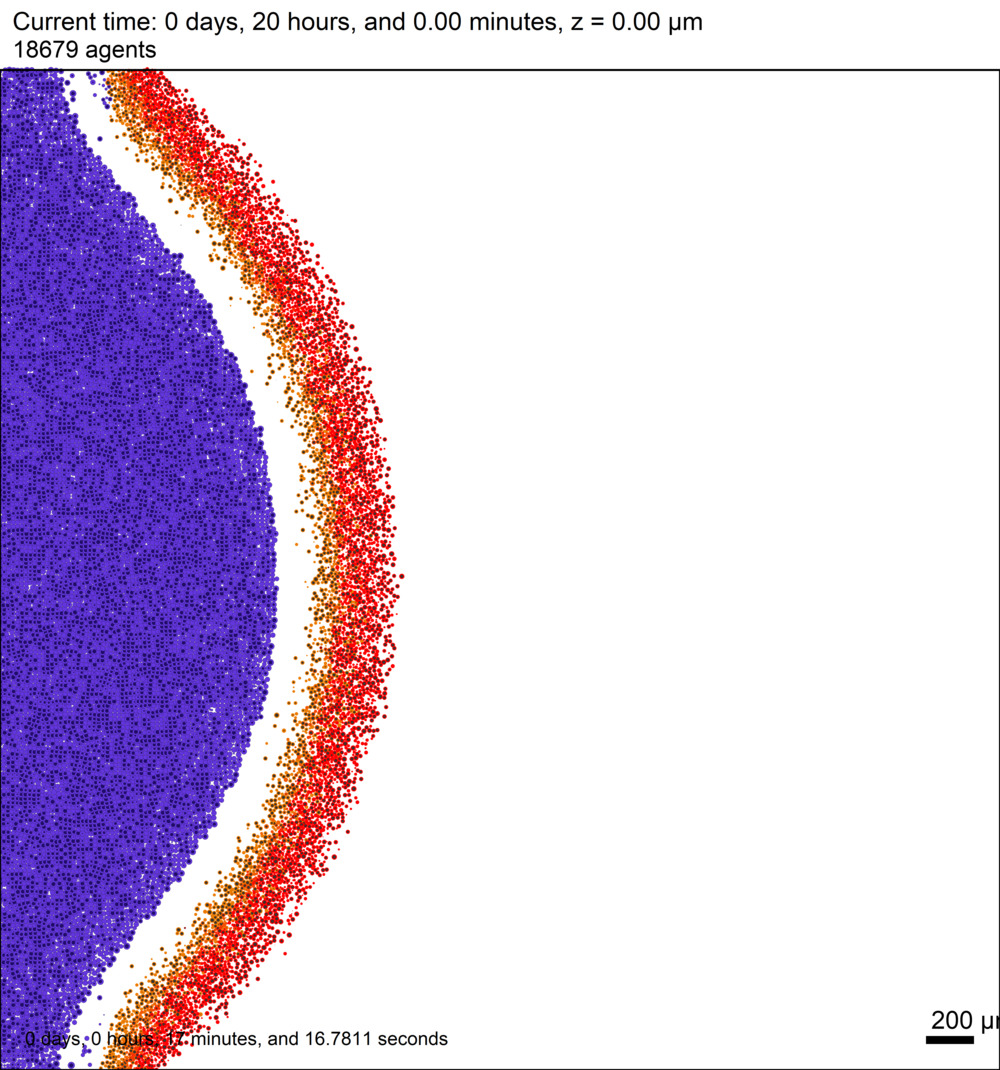 Current time: 0 days, 20 hours, and 0.00 minutes, z = 0.00 μm
18679 agents
200 μ
0 days, 0 hours, 17 minutes, and 16.7811 seconds